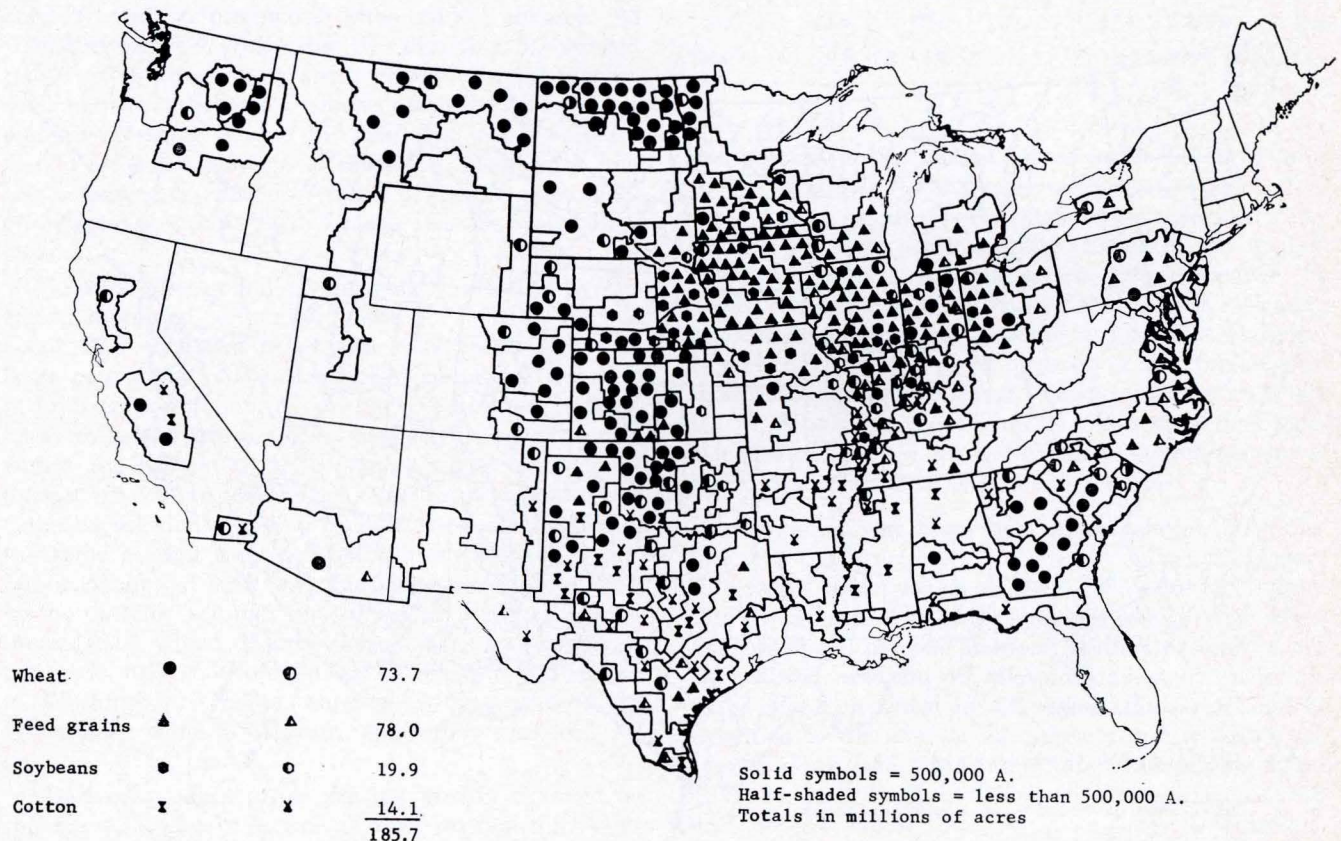 Wheat 73.7
Feed grains 78.0
Soybeans 19.9
Cotton 14.1
185.7
Solid symbols = 500,000 A.
Half-shaded symbols = less than 500,000 A.
Totals in millions of acres